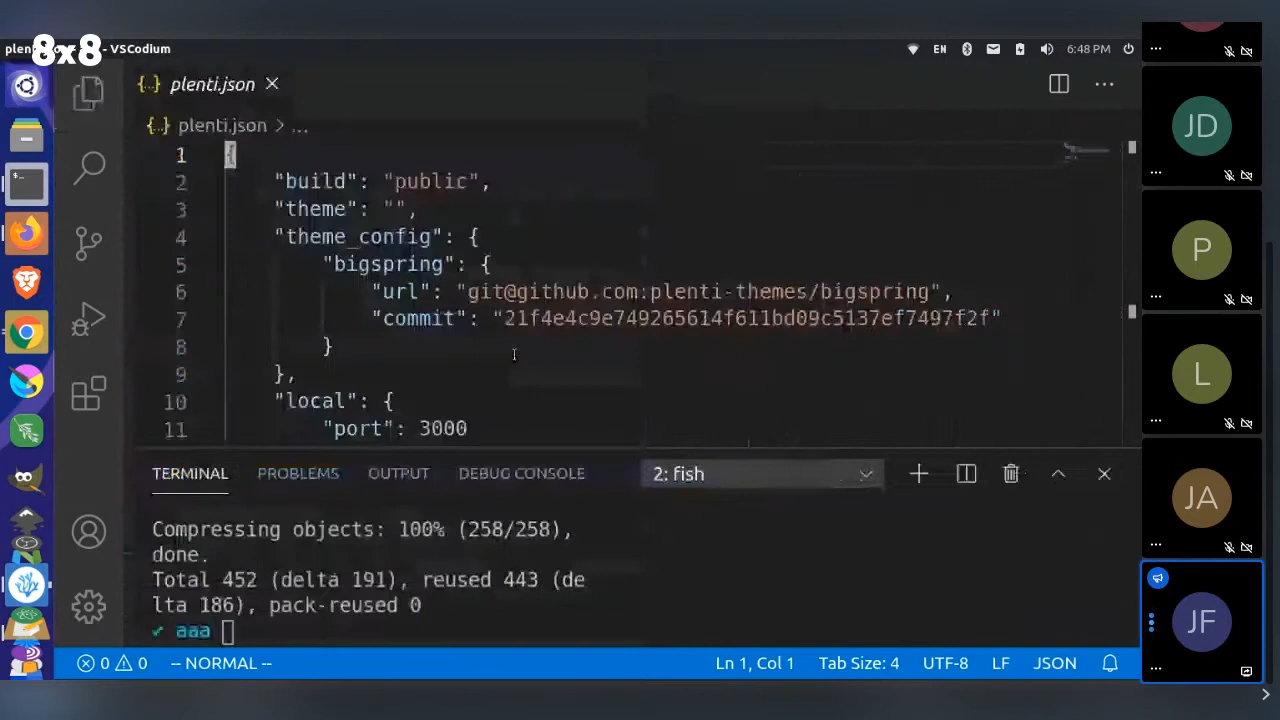 8x8
plen
- VSCodium
EN
6:48 PM
{..} plenti.json
{..} plenti.json > ...
1 {
2 "build": "public",
3 "theme": "",
4 "theme_config": {
5 "bigspring": {
6 "url": "git@github.com:plenti-themes/bigspring",
7 "commit": "21f4e4c9e749265614f611bd09c5137ef7497f2f"
8 }
9 },
10 "local": {
11 "port": 3000
TERMINAL PROBLEMS OUTPUT DEBUG CONSOLE 2: fish
Compressing objects: 100% (258/258),
done.
Total 452 (delta 191), reused 443 (de
lta 186), pack-reused 0
✔ aaa
0 0 -- NORMAL -- Ln 1, Col 1 Tab Size: 4 UTF-8 LF JSON
JD
P
L
JA
JF